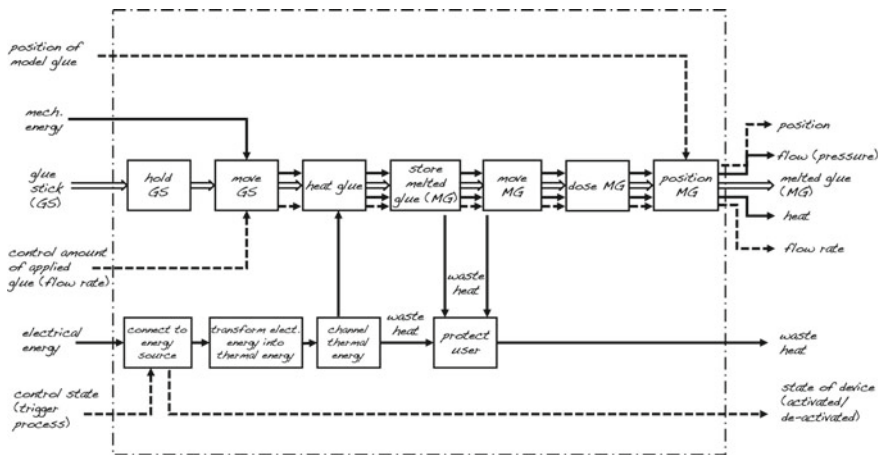 position of
model glue
mech.
energy
position
flow (pressure)
glue
stick
(GS)
hold
GS
move
GS
heat glue
store
melted
glue (MG)
move
MG
dose MG
position
MG
melted glue
(MG)
heat
control amount
of applied
glue (flow rate)
flow rate
waste
heat
electrical
energy
connect to
energy
source
transform elect.
energy into
thermal energy
channel
thermal
energy
waste
heat
protect
user
waste
heat
control state
(trigger
process)
state of device
(activated/
de-activated)